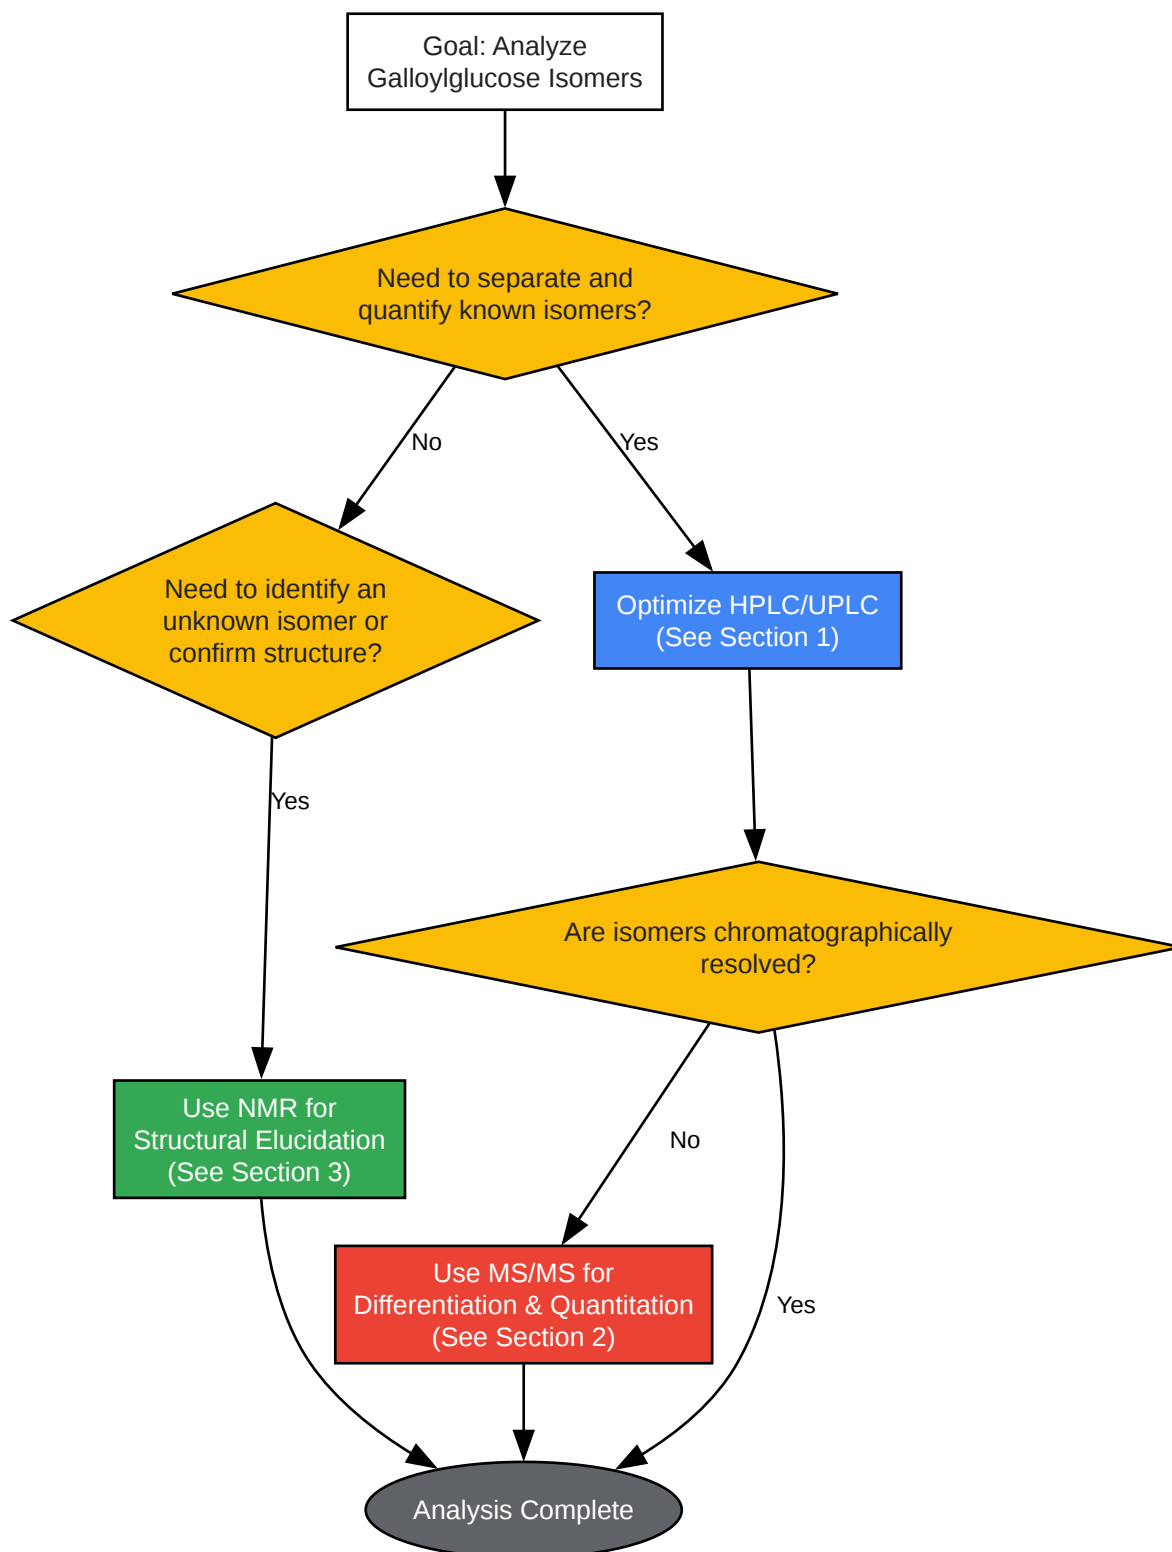 Goal: Analyze
Galloylglucose Isomers
Need to separate and
quantify known isomers?
No
Yes
Need to identify an
unknown isomer or
confirm structure?
Optimize HPLC/UPLC
(See Section 1)
Yes
Are isomers chromatographically
resolved?
Use NMR for
Structural Elucidation
(See Section 3)
No
Use MS/MS for
Differentiation & Quantitation
(See Section 2)
Yes
Analysis Complete